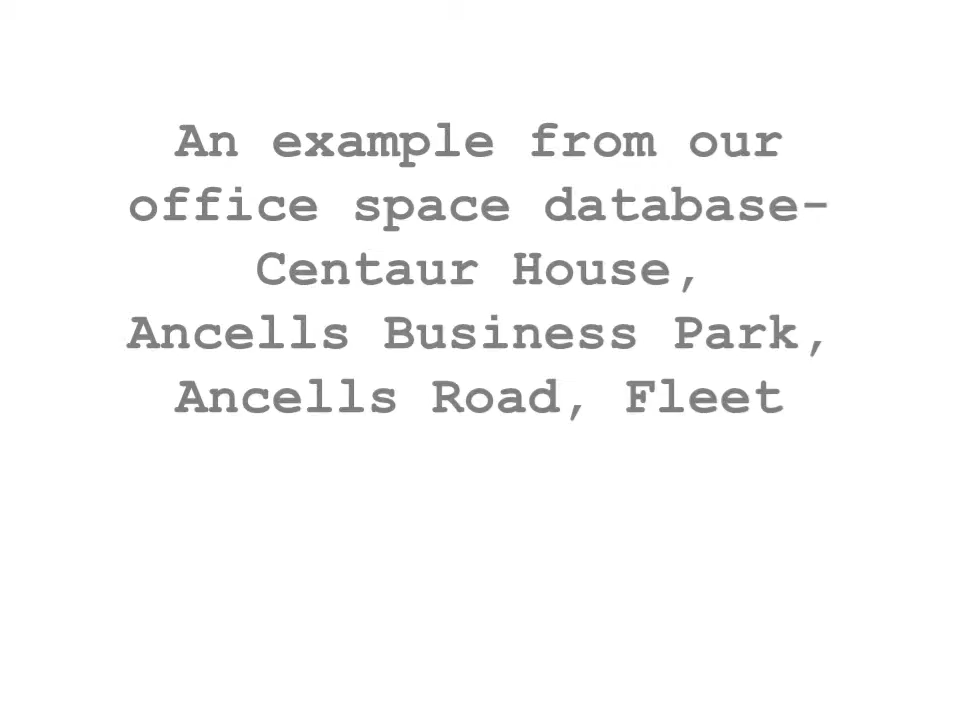 An example from our
office space database-
Centaur House,
Ancells Business Park,
Ancells Road, Fleet